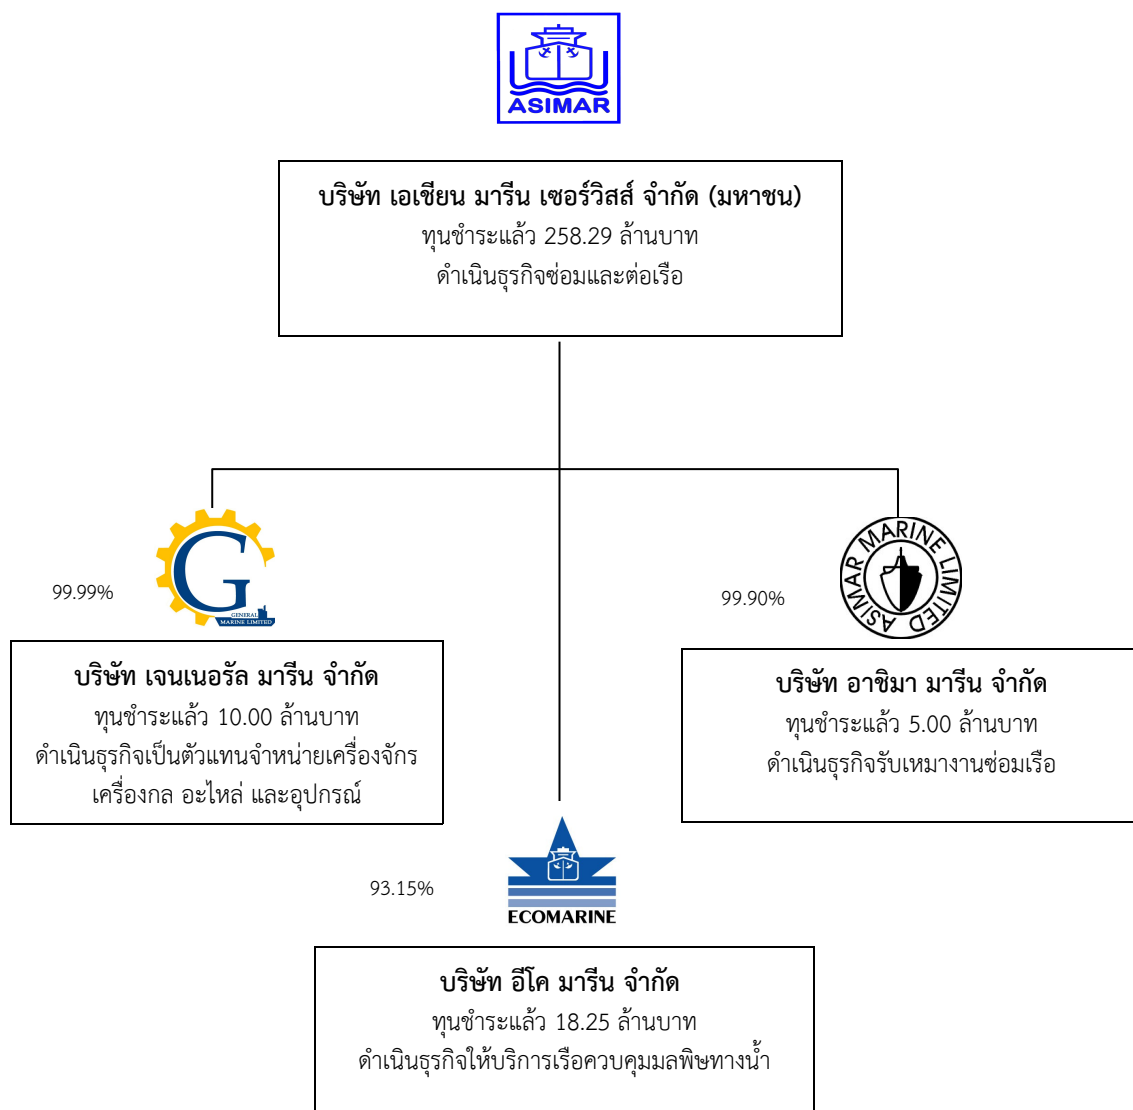 ASIMAR
บริษัท เอเชียน มารีน เซอร์วิสส์ จำกัด (มหาชน)
ทุนชำระแล้ว 258.29 ล้านบาท
ดำเนินธุรกิจซ่อมและต่อเรือ
99.99%
G
GENERAL
MARINE LIMITED
บริษัท เจนเนอรัล มารีน จำกัด
ทุนชำระแล้ว 10.00 ล้านบาท
ดำเนินธุรกิจเป็นตัวแทนจำหน่ายเครื่องจักร
เครื่องกล อะไหล่ และอุปกรณ์
99.90%
ASIMAR MARINE LIMITED
บริษัท อาชิมา มารีน จำกัด
ทุนชำระแล้ว 5.00 ล้านบาท
ดำเนินธุรกิจรับเหมางานซ่อมเรือ
93.15%
ECOMARINE
บริษัท อีโค มารีน จำกัด
ทุนชำระแล้ว 18.25 ล้านบาท
ดำเนินธุรกิจให้บริการเรือควบคุมมลพิษทางน้ำ